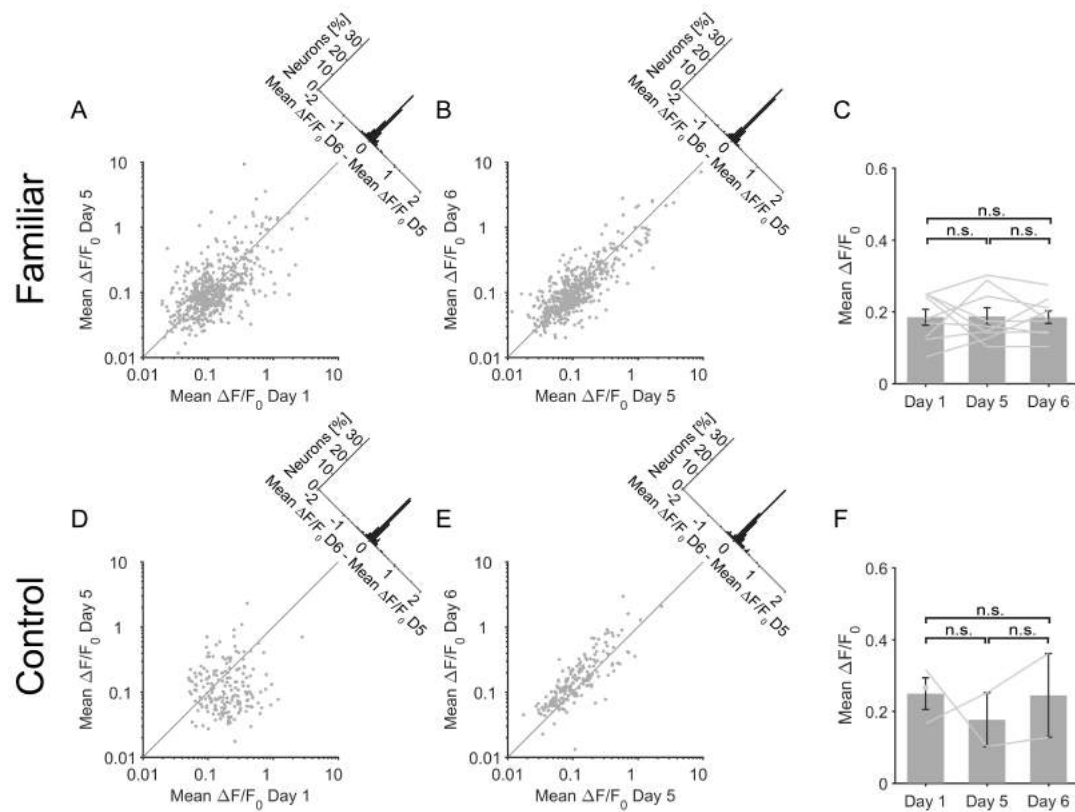 Familiar
A
Neurons [%]
0 10 20 30
-2 -1 0 1 2
Mean ΔF/F0 D6 - Mean ΔF/F0 D5
Mean ΔF/F0 Day 5
10
1
0.1
0.01
0.01 0.1 1 10
Mean ΔF/F0 Day 1
B
Neurons [%]
0 10 20 30
-2 -1 0 1 2
Mean ΔF/F0 D6 - Mean ΔF/F0 D5
Mean ΔF/F0 Day 6
10
1
0.1
0.01
0.01 0.1 1 10
Mean ΔF/F0 Day 5
C
Mean ΔF/F0
0.6
0.4
0.2
0
n.s.
n.s. n.s.
Day 1 Day 5 Day 6
Control
D
Neurons [%]
0 10 20 30
-2 -1 0 1 2
Mean ΔF/F0 D6 - Mean ΔF/F0 D5
Mean ΔF/F0 Day 5
10
1
0.1
0.01
0.01 0.1 1 10
Mean ΔF/F0 Day 1
E
Neurons [%]
0 10 20 30
-2 -1 0 1 2
Mean ΔF/F0 D6 - Mean ΔF/F0 D5
Mean ΔF/F0 Day 6
10
1
0.1
0.01
0.01 0.1 1 10
Mean ΔF/F0 Day 5
F
Mean ΔF/F0
0.6
0.4
0.2
0
n.s.
n.s. n.s.
Day 1 Day 5 Day 6